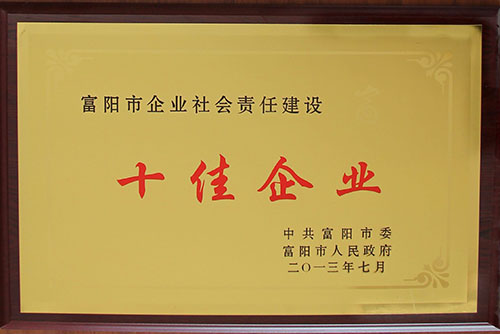 富阳市企业社会责任建设
十佳企业
中共富阳市委
富阳市人民政府
二〇一三年七月